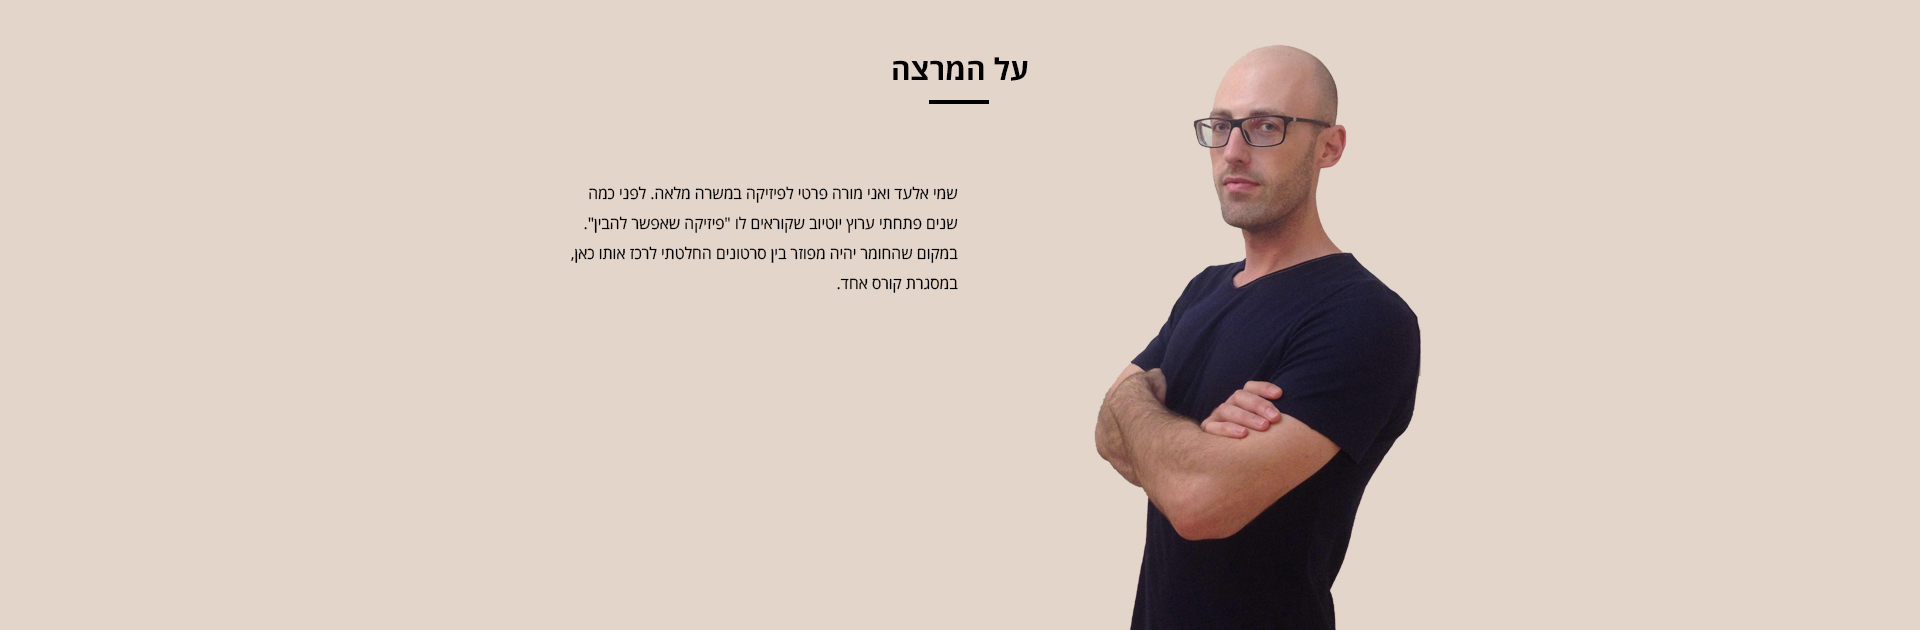 על המרצה
שמי אלעד ואני מורה פרטי לפיזיקה במשרה מלאה. לפני כמה
שנים פתחתי ערוץ יוטיוב שקוראים לו "פיזיקה שאפשר להבין".
במקום שהחומר יהיה מפוזר בין סרטונים החלטתי לרכז אותו כאן,
במסגרת קורס אחד.